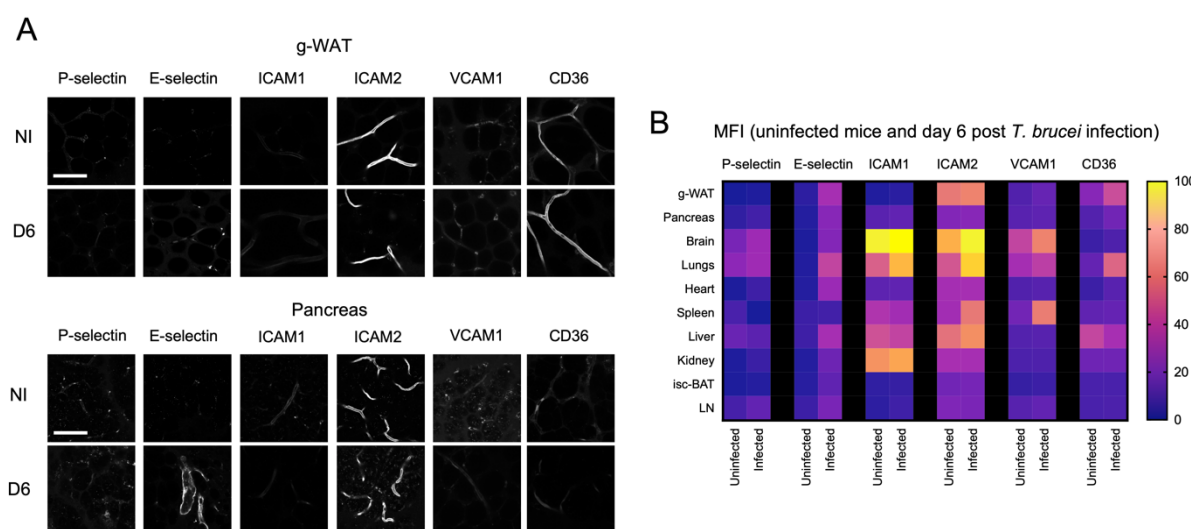 A
g-WAT
P-selectin E-selectin ICAM1 ICAM2 VCAM1 CD36
NI
D6
Pancreas
P-selectin E-selectin ICAM1 ICAM2 VCAM1 CD36
NI
D6
B
MFI (uninfected mice and day 6 post T. brucei infection)
P-selectin E-selectin ICAM1 ICAM2 VCAM1 CD36
g-WAT
Pancreas
Brain
Lungs
Heart
Spleen
Liver
Kidney
isc-BAT
LN
Uninfected Infected Uninfected Infected Uninfected Infected Uninfected Infected Uninfected Infected Uninfected Infected
100
80
60
40
20
0